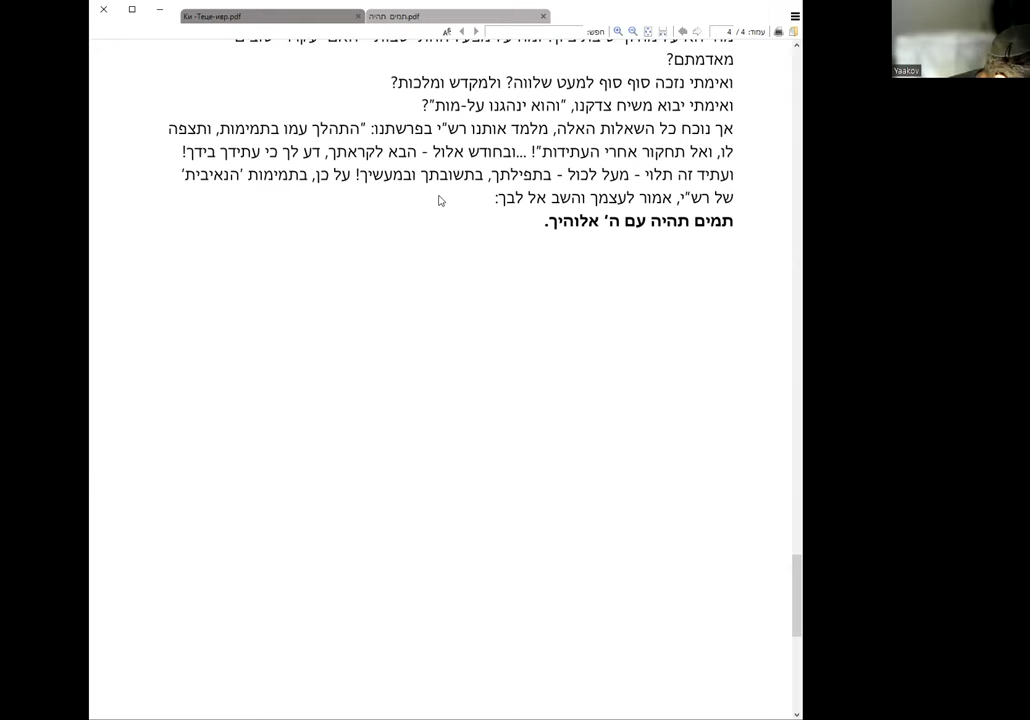 Ки -Теце-ивр.pdf
תמים תהיה.pdf
עמוד: 4 / 4
חפש:
מאדמתם?
ואימתי נזכה סוף סוף למעט שלווה? ולמקדש ומלכות?
ואימתי יבוא משיח צדקנו, "והוא ינהגנו על-מות"?
אך נוכח כל השאלות האלה, מלמד אותנו רש"י בפרשתנו: "התהלך עמו בתמימות, ותצפה
לו, ואל תחקור אחרי העתידות"! ...ובחודש אלול - הבא לקראתך, דע לך כי עתידך בידך!
ועתיד זה תלוי - מעל לכול - בתפילתך, בתשובתך ובמעשיך! על כן, בתמימות 'הנאיבית'
של רש"י, אמור לעצמך והשב אל לבך:
תמים תהיה עם ה' אלוהיך.
Yaakov